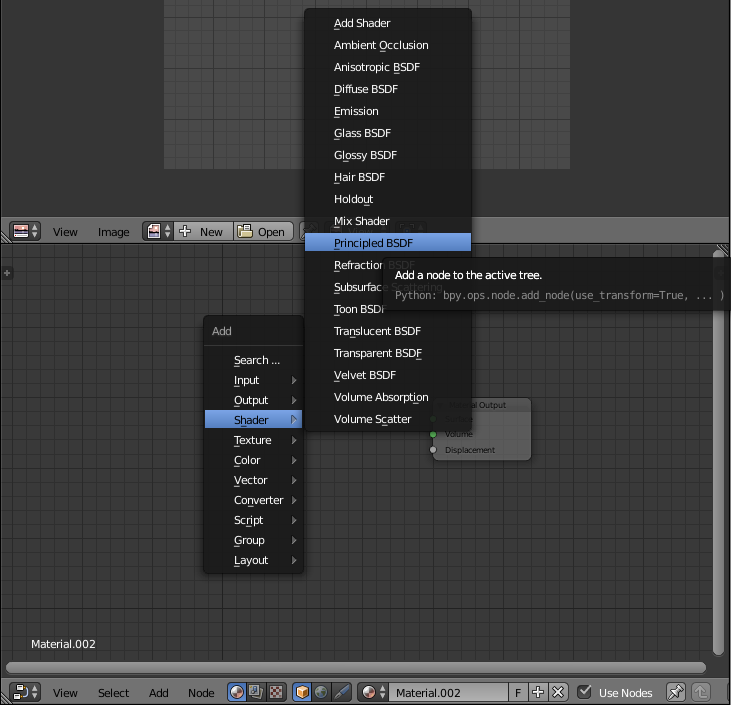 Add Shader
Ambient Occlusion
Anisotropic BSDF
Diffuse BSDF
Emission
Glass BSDF
Glossy BSDF
Hair BSDF
Holdout
Mix Shader
Principled BSDF
Refraction BSDF
Subsurface Scattering
Toon BSDF
Translucent BSDF
Transparent BSDF
Velvet BSDF
Volume Absorption
Volume Scatter
View Image New Open
Add a node to the active tree.
Python: bpy.ops.node.add_node(use_transform=True, ... )
Add
Search ...
Input
Output
Shader
Texture
Color
Vector
Converter
Script
Group
Layout
Output
Volume
Displacement
Material.002
View Select Add Node Material.002 F Use Nodes